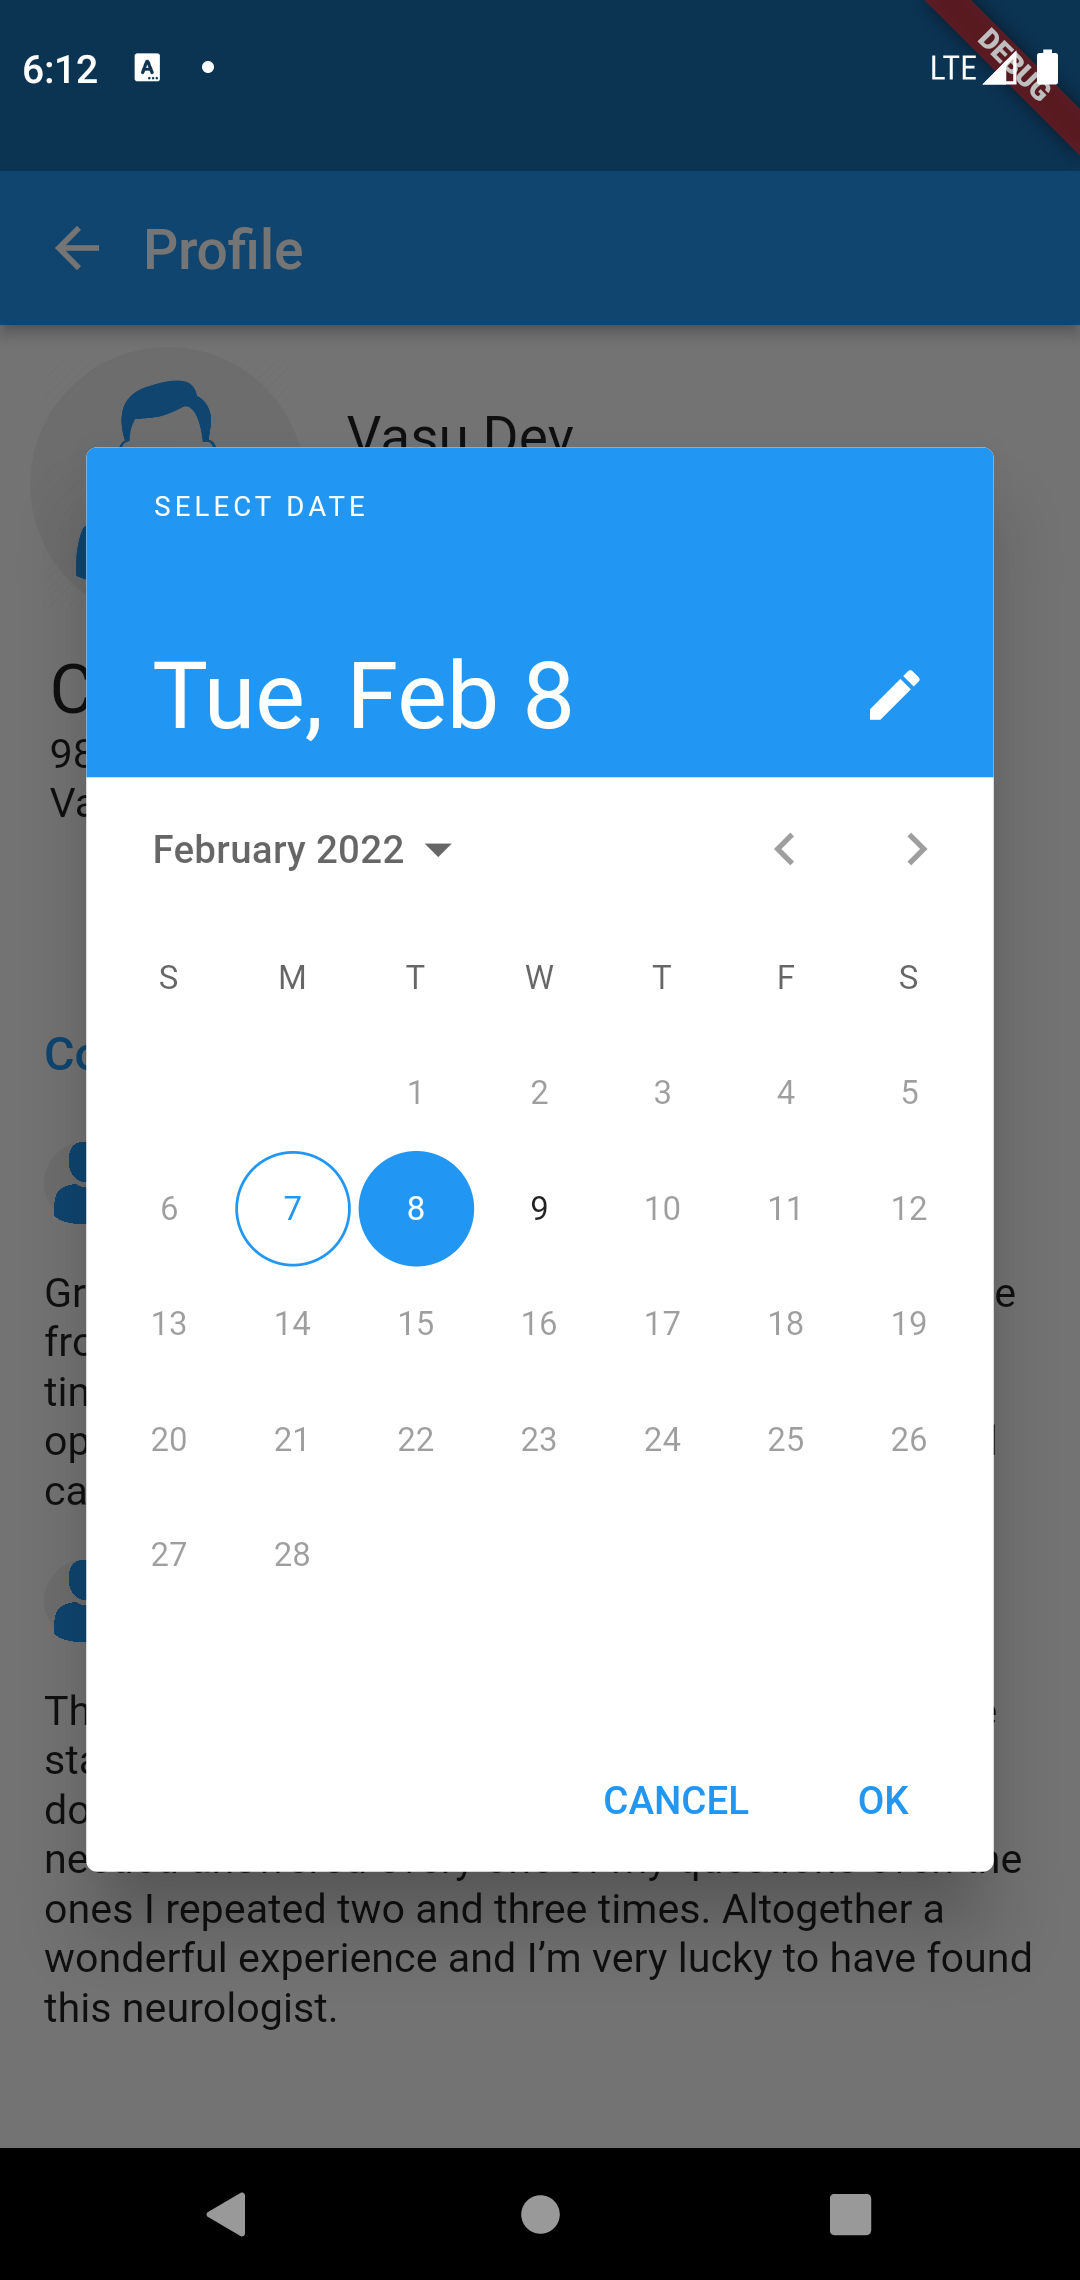 6:12
LTE
DEBUG
Profile
Vasu Dev
SELECT DATE
Tue, Feb 8
February 2022
S M T W T F S
1 2 3 4 5
6 7 8 9 10 11 12
13 14 15 16 17 18 19
20 21 22 23 24 25 26
27 28
CANCEL OK
ones I repeated two and three times. Altogether a
wonderful experience and I’m very lucky to have found
this neurologist.